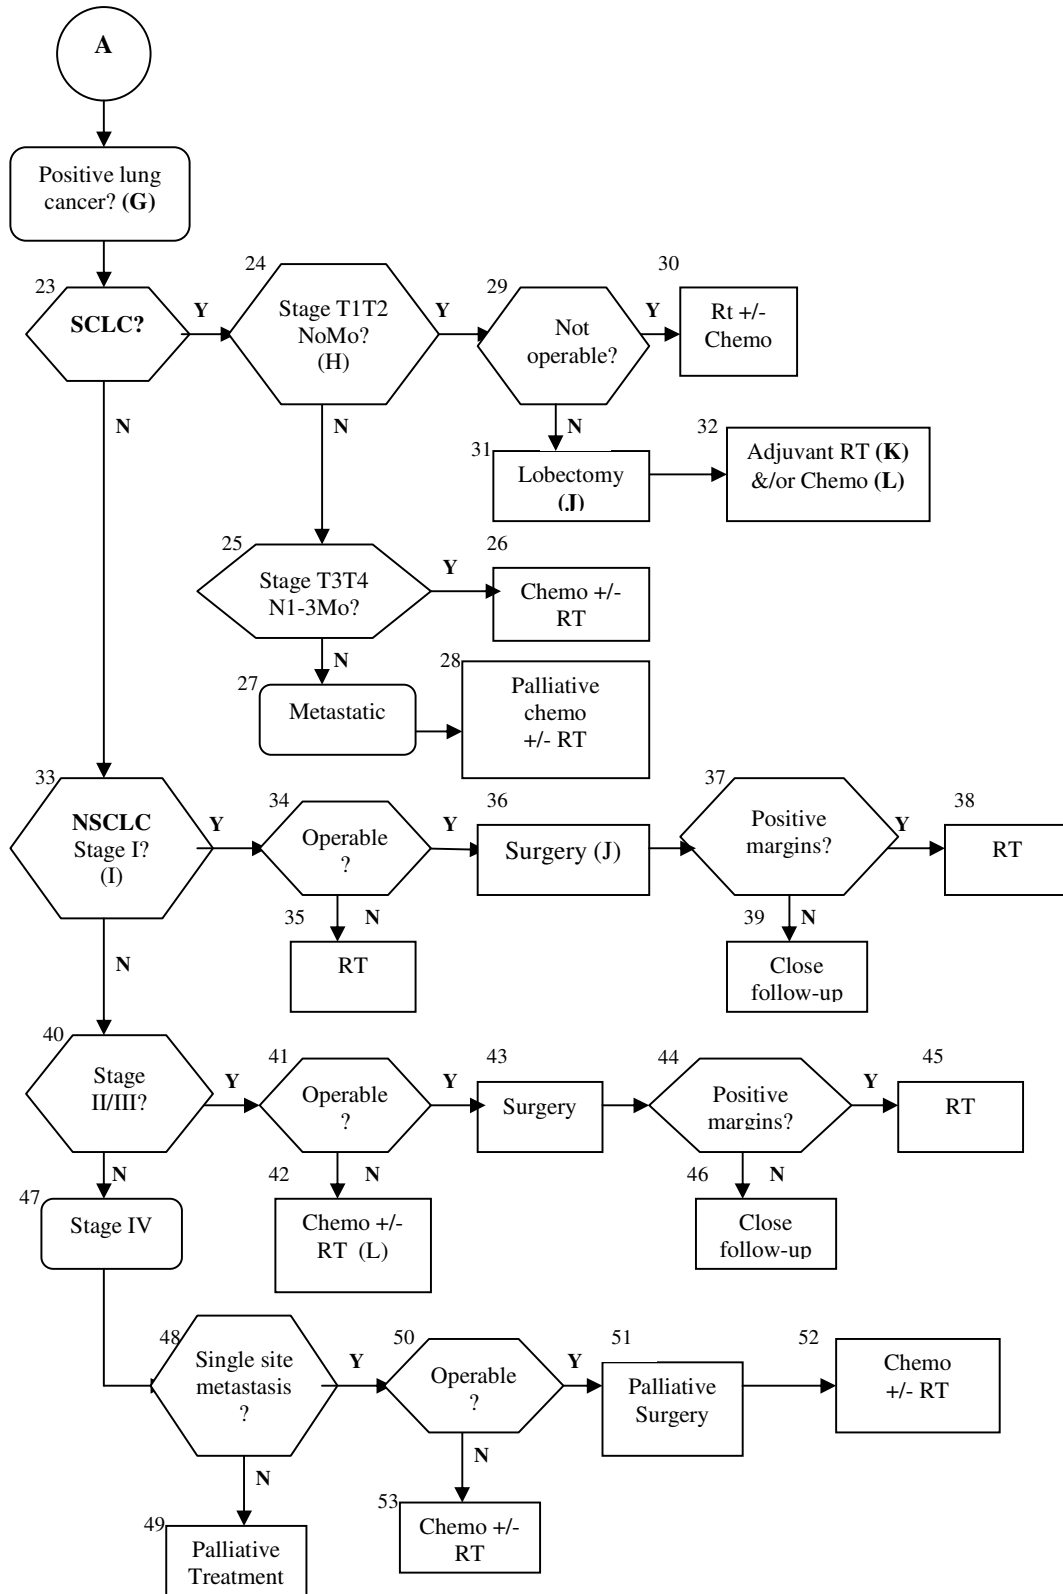 A
Positive lung
cancer? (G)
23
SCLC?
Y
24
Stage T1T2
NoMo?
(H)
Y
29
Not
operable?
Y
30
Rt +/-
Chemo
N
N
N
31
Lobectomy
(J)
32
Adjuvant RT (K)
&/or Chemo (L)
25
Stage T3T4
N1-3Mo?
Y
26
Chemo +/-
RT
N
27
Metastatic
28
Palliative
chemo
+/- RT
33
NSCLC
Stage I?
(I)
Y
34
Operable
?
Y
36
Surgery (J)
37
Positive
margins?
Y
38
RT
N
35
RT
N
39
N
Close
follow-up
40
Stage
II/III?
Y
41
Operable
?
Y
43
Surgery
44
Positive
margins?
Y
45
RT
N
42
N
Chemo +/-
RT (L)
46
N
Close
follow-up
47
Stage IV
48
Single site
metastasis
?
Y
50
Operable
?
Y
51
Palliative
Surgery
52
Chemo
+/- RT
N
49
Palliative
Treatment
N
53
Chemo +/-
RT